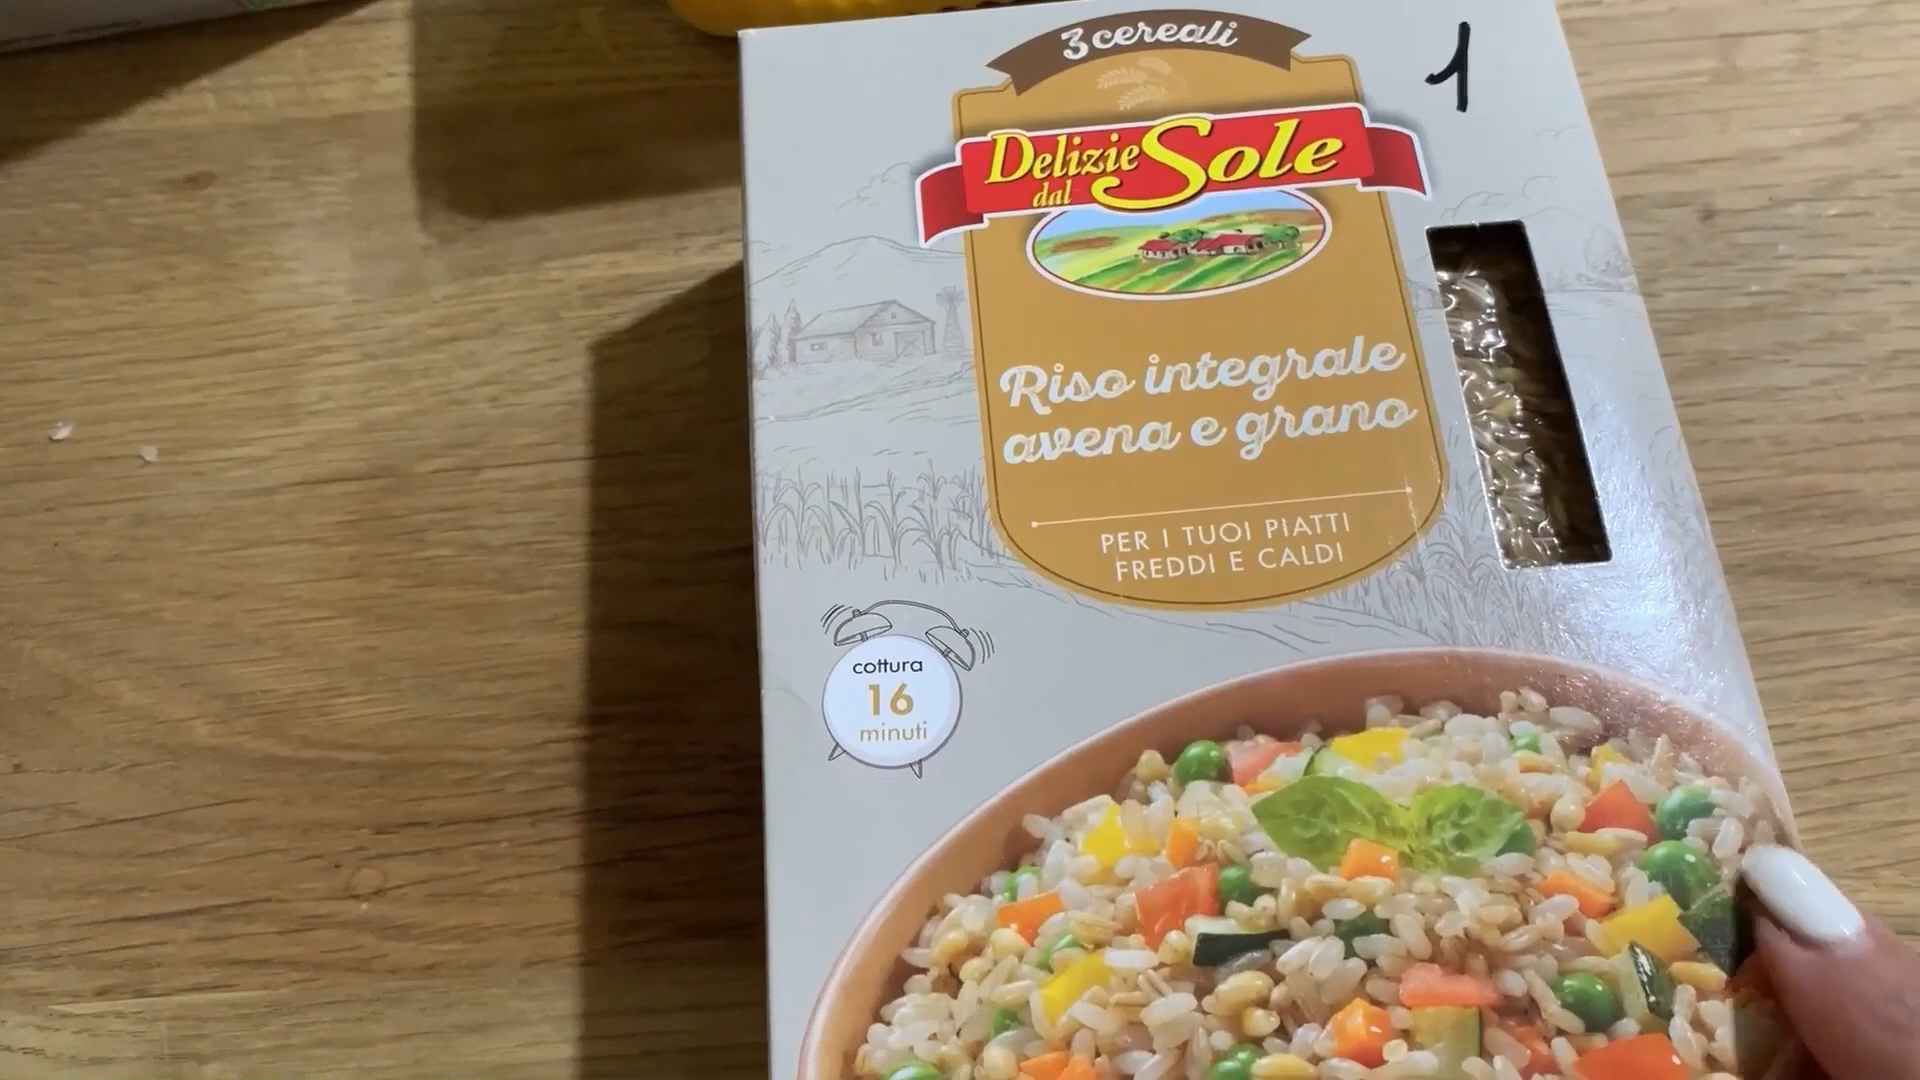 3 cereali
1
Delizie
dal Sole
Riso integrale
avena e grano
PER I TUOI PIATTI
FREDDI E CALDI
cottura
16
minuti